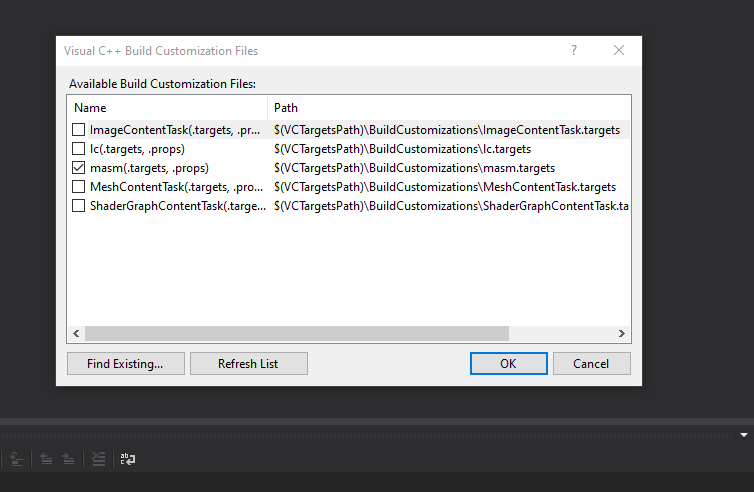 Visual C++ Build Customization Files
?
Available Build Customization Files:
Name Path
ImageContentTask(.targets, .pr... $(VCTargetsPath)\BuildCustomizations\ImageContentTask.targets
lc(.targets, .props) $(VCTargetsPath)\BuildCustomizations\lc.targets
masm(.targets, .props) $(VCTargetsPath)\BuildCustomizations\masm.targets
MeshContentTask(.targets, .pro... $(VCTargetsPath)\BuildCustomizations\MeshContentTask.targets
ShaderGraphContentTask(.targe... $(VCTargetsPath)\BuildCustomizations\ShaderGraphContentTask.ta
Find Existing... Refresh List OK Cancel